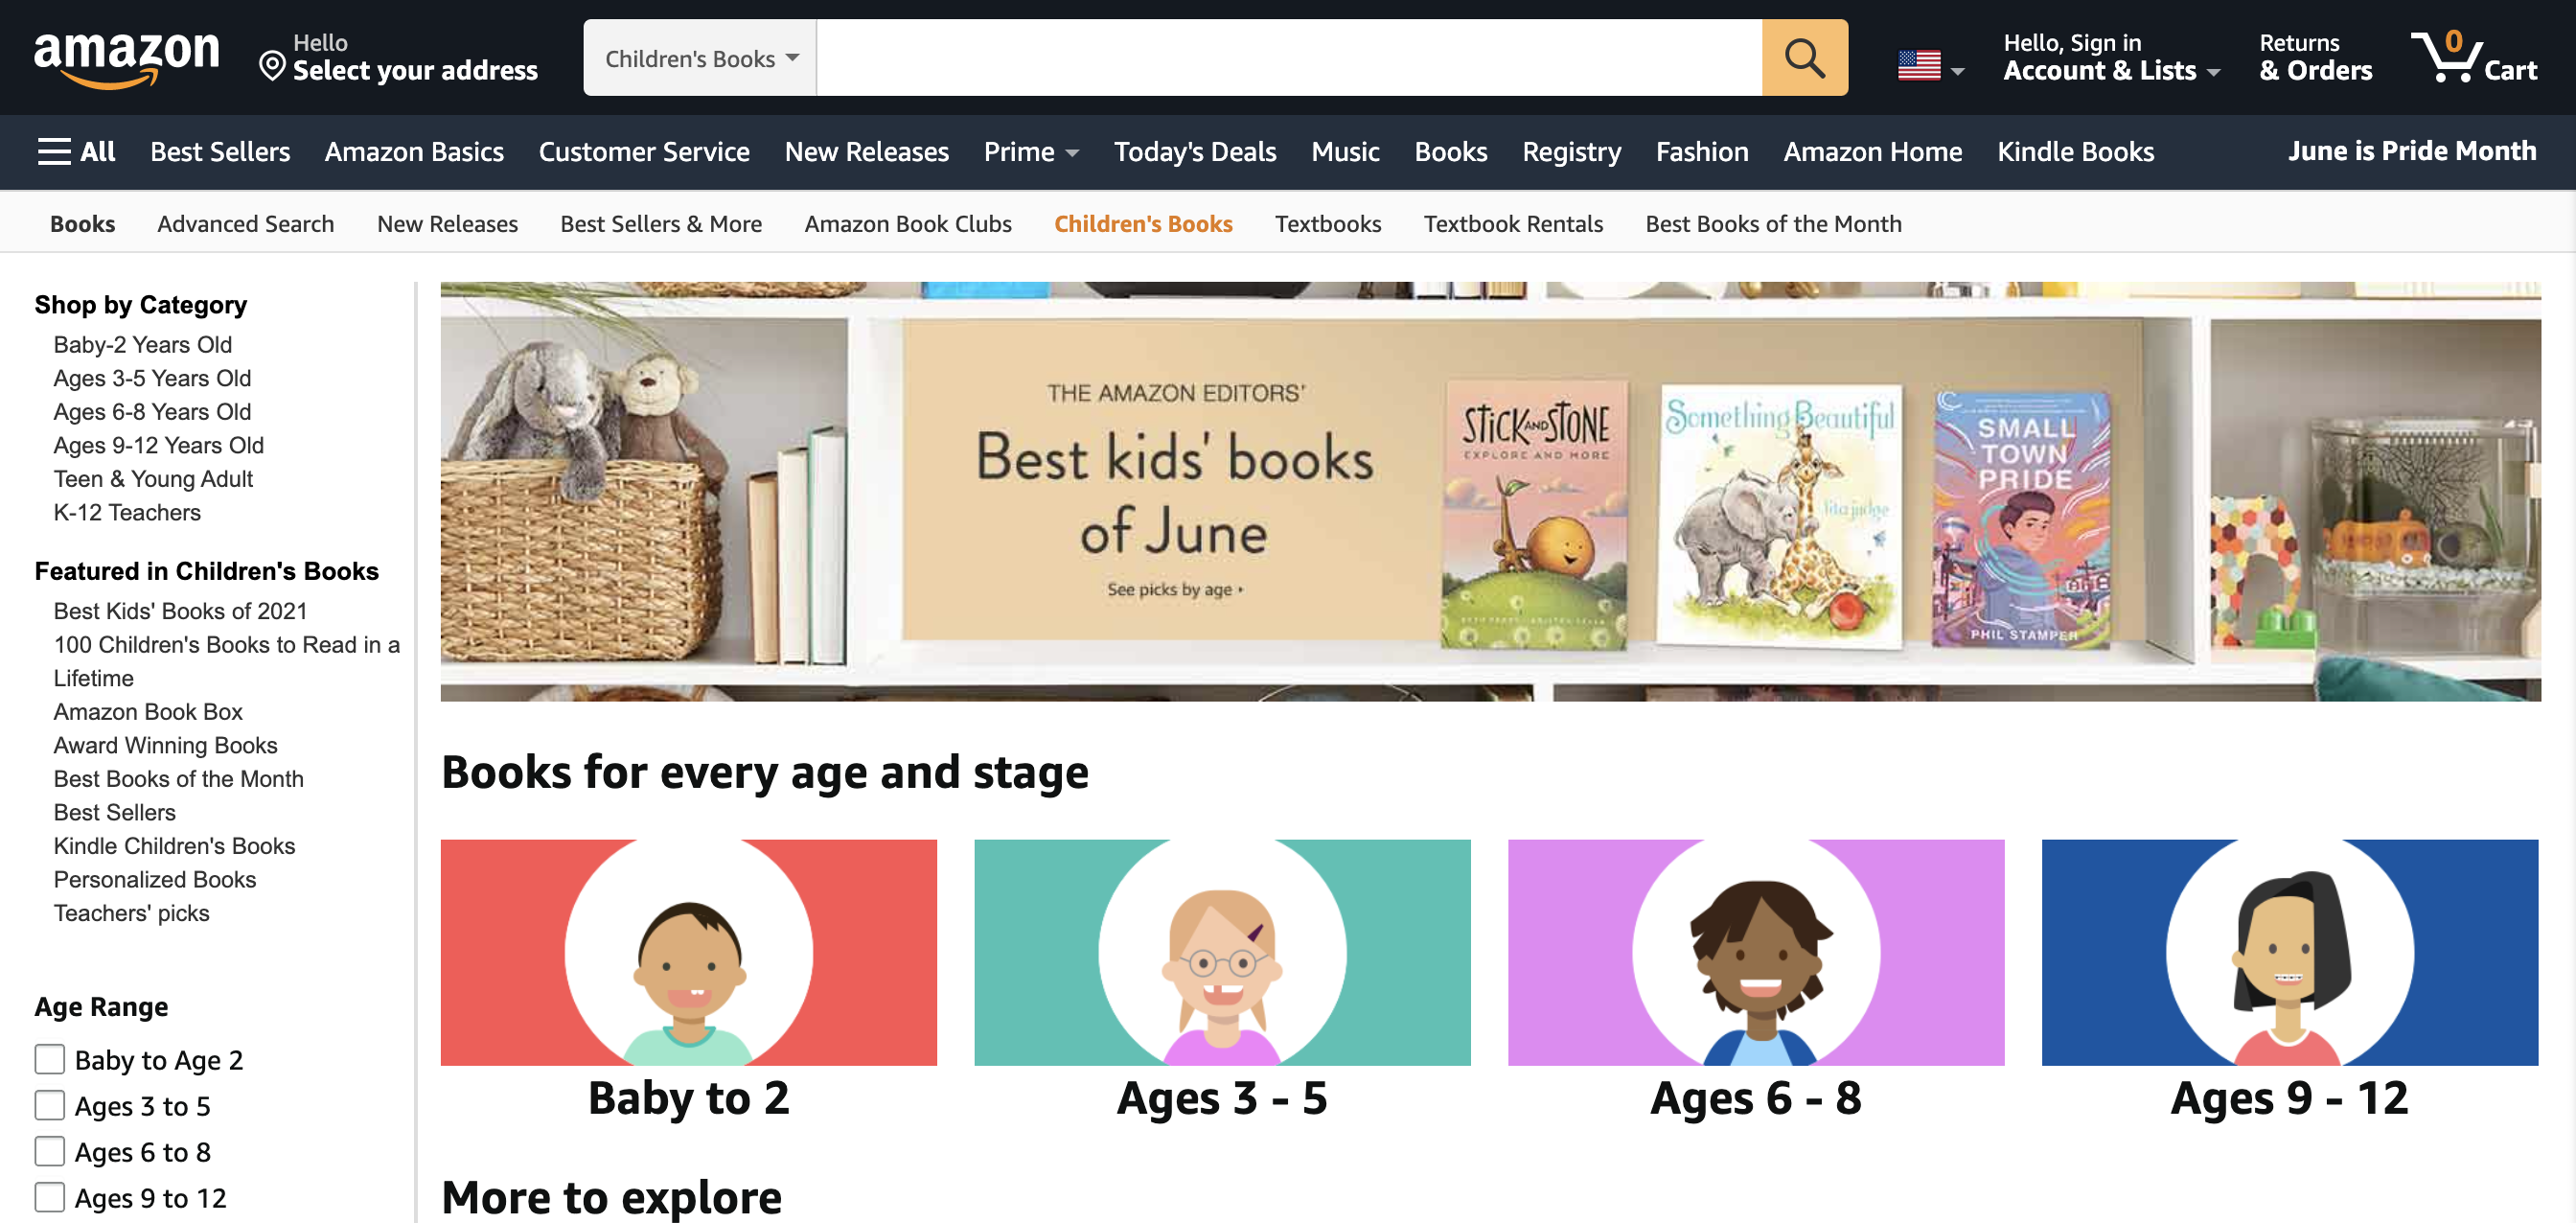 amazon
Hello
Select your address
Children's Books
Hello, Sign in
Account & Lists
Returns
& Orders
0
Cart
All
Best Sellers
Amazon Basics
Customer Service
New Releases
Prime
Today's Deals
Music
Books
Registry
Fashion
Amazon Home
Kindle Books
June is Pride Month
Books
Advanced Search
New Releases
Best Sellers & More
Amazon Book Clubs
Children's Books
Textbooks
Textbook Rentals
Best Books of the Month
Shop by Category
Baby-2 Years Old
Ages 3-5 Years Old
Ages 6-8 Years Old
Ages 9-12 Years Old
Teen & Young Adult
K-12 Teachers
Featured in Children's Books
Best Kids' Books of 2021
100 Children's Books to Read in a
Lifetime
Amazon Book Box
Award Winning Books
Best Books of the Month
Best Sellers
Kindle Children's Books
Personalized Books
Teachers' picks
Age Range
Baby to Age 2
Ages 3 to 5
Ages 6 to 8
Ages 9 to 12
THE AMAZON EDITORS'
Best kids' books
of June
See picks by age
STICK AND STONE
EXPLORE AND MORE
Something Beautiful
lita judge
SMALL
TOWN
PRIDE
PHIL STAMPER
Books for every age and stage
Baby to 2
Ages 3 - 5
Ages 6 - 8
Ages 9 - 12
More to explore